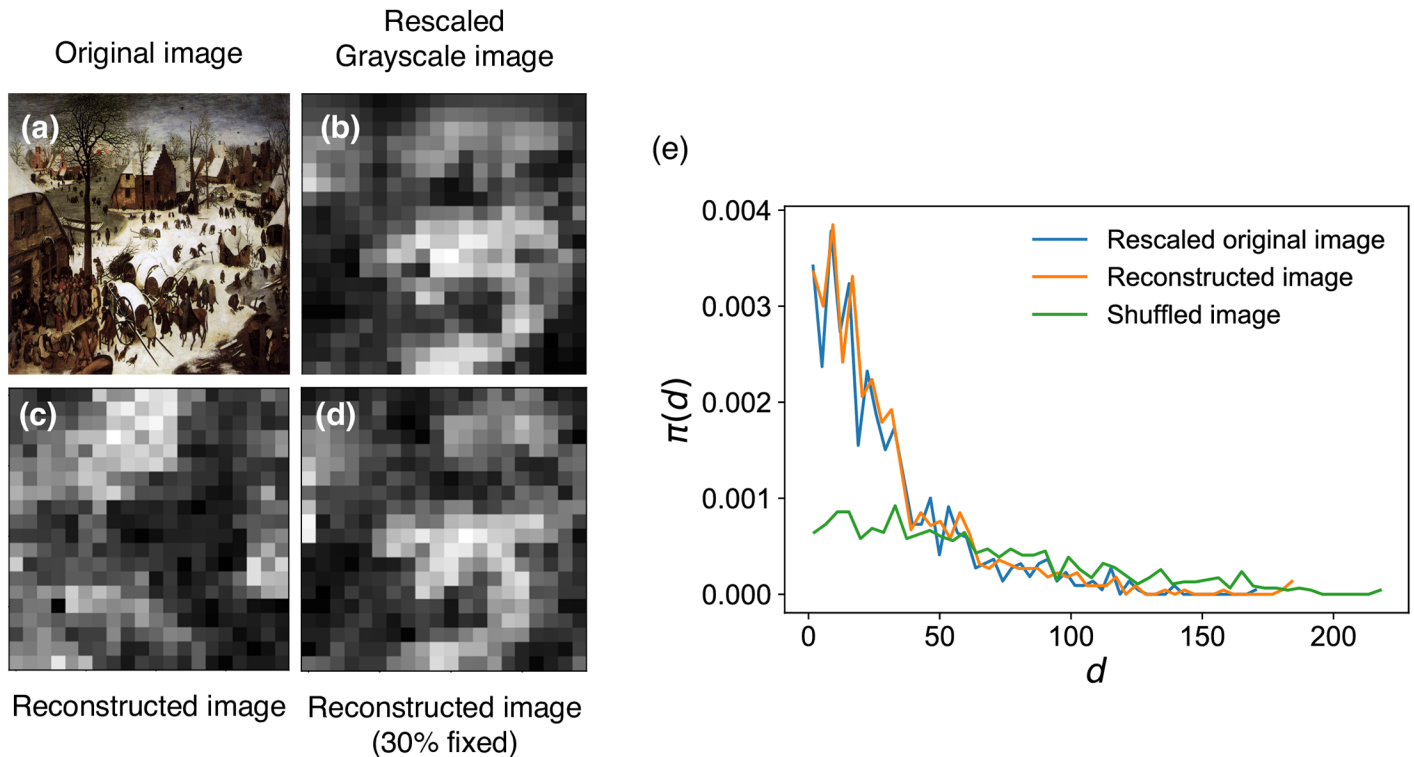 Original image
Rescaled
Grayscale image
(a)
(b)
(c)
(d)
Reconstructed image
Reconstructed image
(30% fixed)
(e)
0.004
0.003
0.002
0.001
0.000
π(d)
Rescaled original image
Reconstructed image
Shuffled image
0 50 100 150 200
d